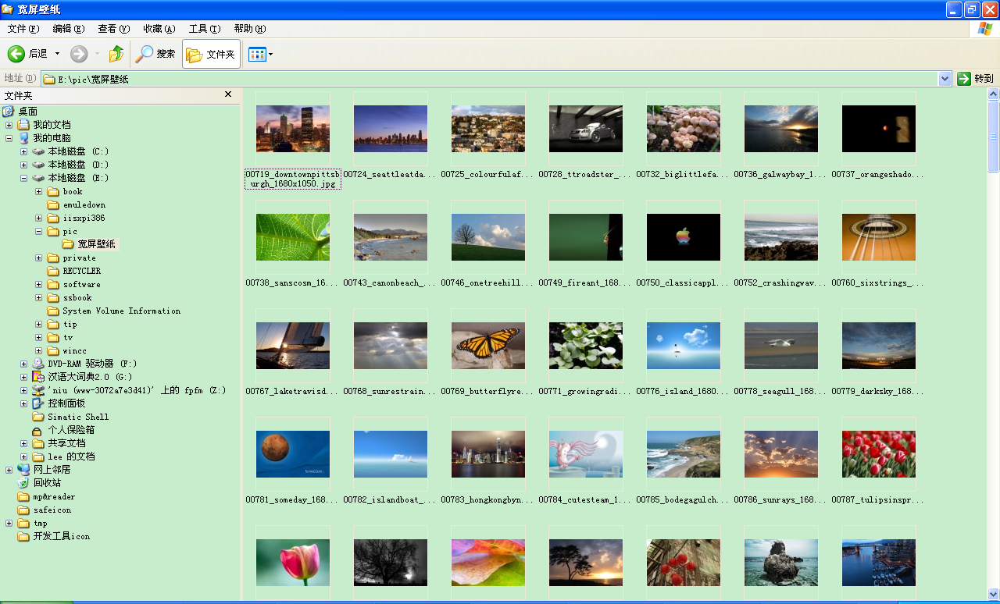 宽屏壁纸
文件(F) 编辑(E) 查看(V) 收藏(A) 工具(T) 帮助(H)
后退 搜索 文件夹
地址(D) E:\pic\宽屏壁纸 转到
文件夹
桌面
我的文档
我的电脑
本地磁盘 (C:)
本地磁盘 (D:)
本地磁盘 (E:)
book
emuledown
iisxpi386
pic
宽屏壁纸
private
RECYCLER
software
ssbook
System Volume Information
tip
tv
wincc
DVD-RAM 驱动器 (F:)
汉语大词典2.0 (G:)
'niu (www-3072a7e3d41)' 上的 fpfm (Z:)
控制面板
Simatic Shell
个人保险箱
共享文档
lee 的文档
网上邻居
回收站
mp&reader
safeicon
tmp
开发工具icon
00719_downtownpittsb
urgh_1680x1050.jpg
00724_seattleatda...
00725_colourfulaf...
00728_ttroadster_...
00732_biglittlefa...
00736_galwaybay_1...
00737_orangeshado...
00738_sanscosm_16...
00743_canonbeach_...
00746_onetreehill...
00749_fireant_168...
00750_classicappl...
00752_crashingwav...
00760_sixstrings_...
00767_laketravisd...
00768_sunrestrain...
00769_butterflyre...
00771_growingradi...
00776_island_1680...
00778_seagull_168...
00779_darksky_168...
SOMEDAY...
00781_someday_168...
00782_islandboat_...
00783_hongkongbyn...
00784_cutesteam_1...
00785_bodegagulch...
00786_sunrays_168...
00787_tulipsinspr...